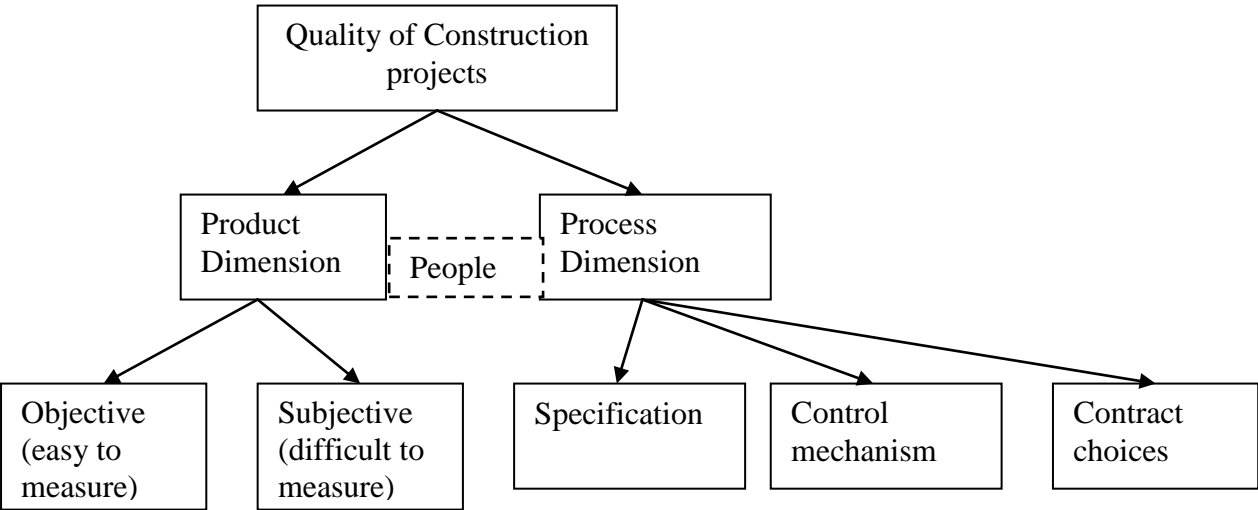 Quality of Construction
projects
Product
Dimension
People
Process
Dimension
Objective
(easy to
measure)
Subjective
(difficult to
measure)
Specification
Control
mechanism
Contract
choices